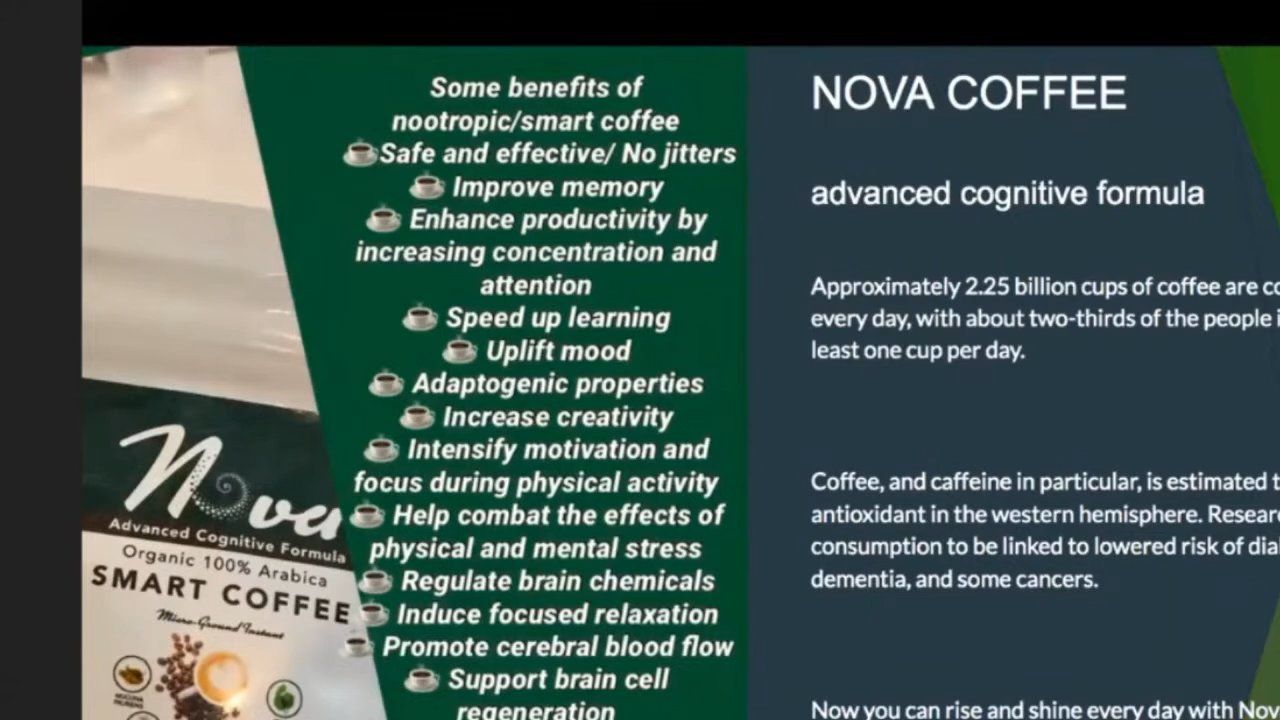 Some benefits of
nootropic/smart coffee
Safe and effective/ No jitters
Improve memory
Enhance productivity by
increasing concentration and
attention
Speed up learning
Uplift mood
Adaptogenic properties
Increase creativity
Intensify motivation and
focus during physical activity
Help combat the effects of
physical and mental stress
Regulate brain chemicals
Induce focused relaxation
Promote cerebral blood flow
Support brain cell
regeneration
Nova
Advanced Cognitive Formula
Organic 100% Arabica
SMART COFFEE
Micro-Ground Instant
MUCUNA
PRURIENS
NOVA COFFEE
advanced cognitive formula
Approximately 2.25 billion cups of coffee are
every day, with about two-thirds of the people
least one cup per day.
Coffee, and caffeine in particular, is estimated
antioxidant in the western hemisphere.
consumption to be linked to lowered risk of
dementia, and some cancers.
Now you can rise and shine every day with